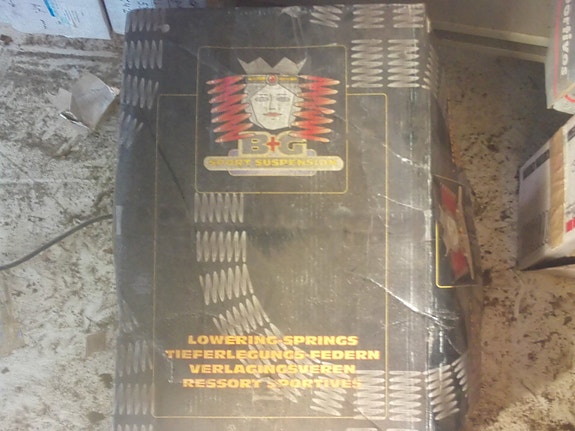 B+G
SPORT SUSPENSION
LOWERING SPRINGS
TIEFERLEGUNGS-FEDERN
VERLAGINGSVEREN
RESSORT SPORTIVES